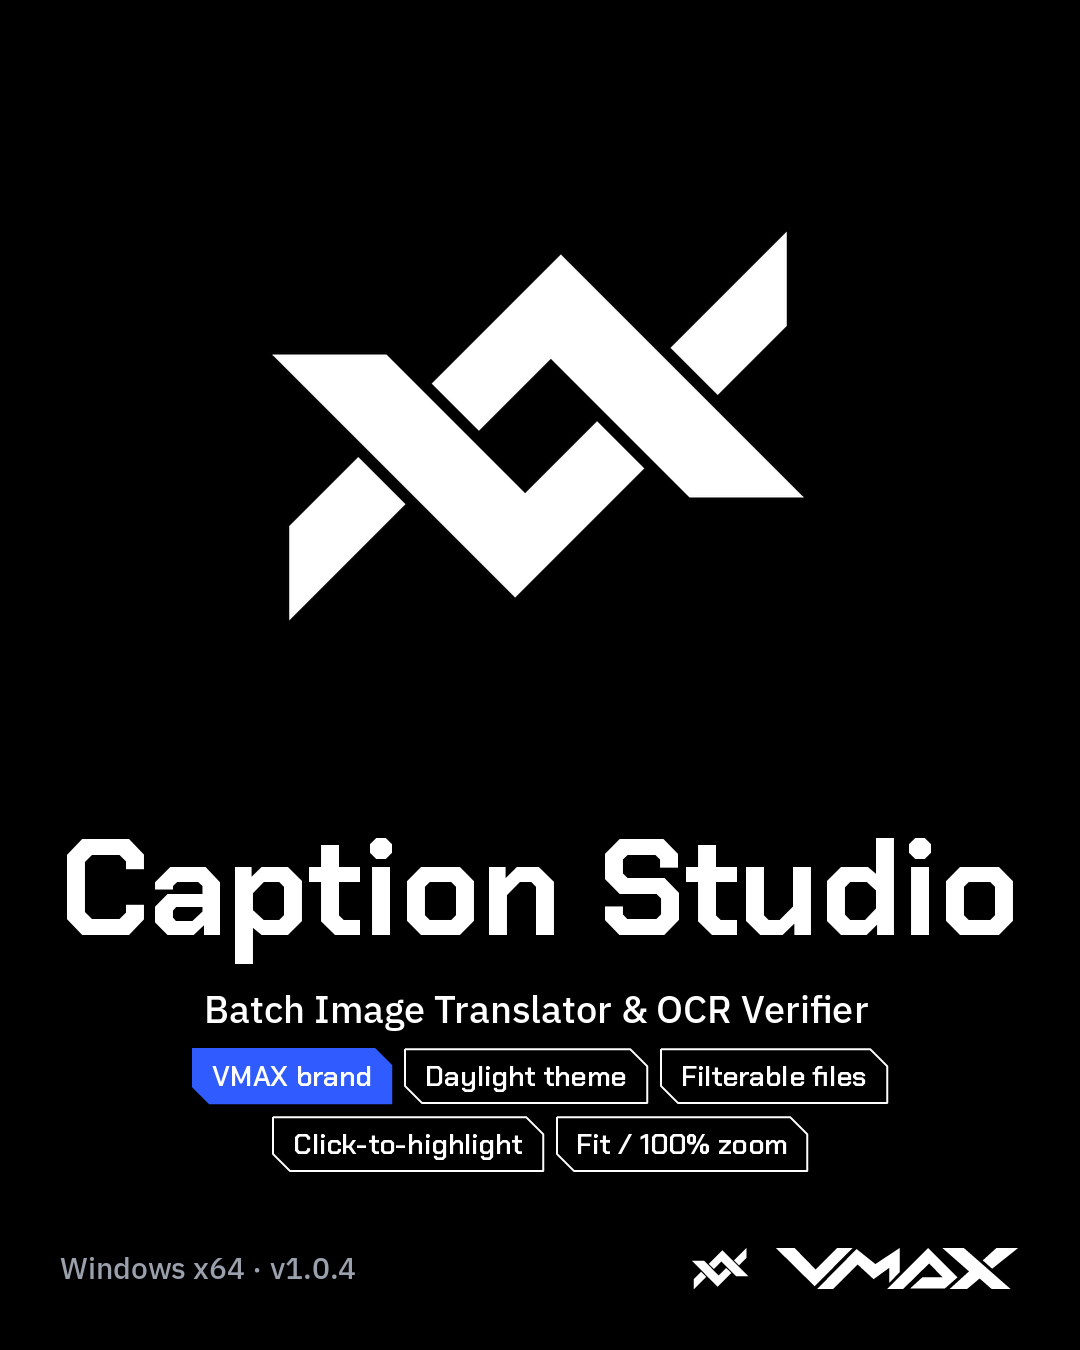 Caption Studio
Batch Image Translator & OCR Verifier
VMAX brand Daylight theme Filterable files
Click-to-highlight Fit / 100% zoom
Windows x64 · v1.0.4 VMAX